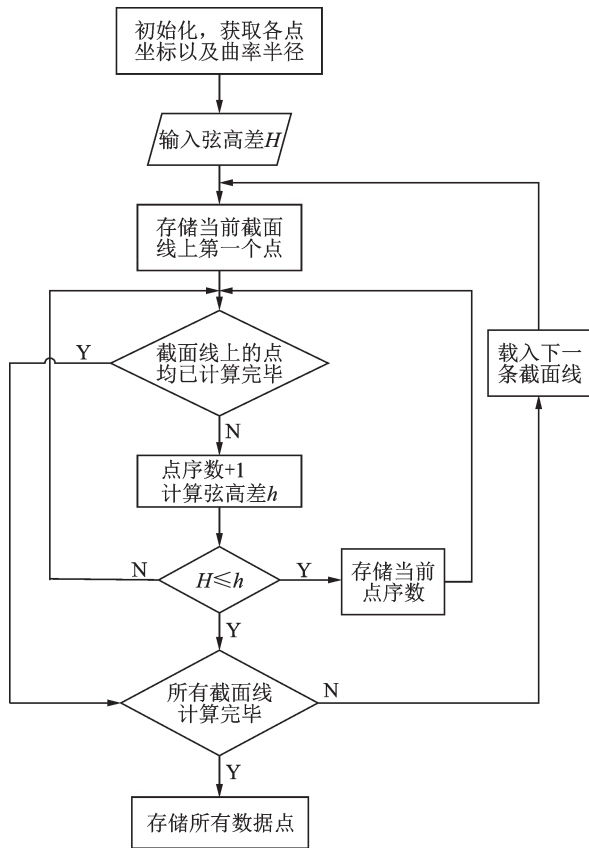 初始化，获取各点
坐标以及曲率半径
输入弦高差H
存储当前截面
线上第一个点
Y
截面线上的点
均已计算完毕
载入下一
条截面线
N
点序数+1
计算弦高差h
N
H≤h
Y
存储当前
点序数
Y
所有截面线
计算完毕
N
Y
存储所有数据点